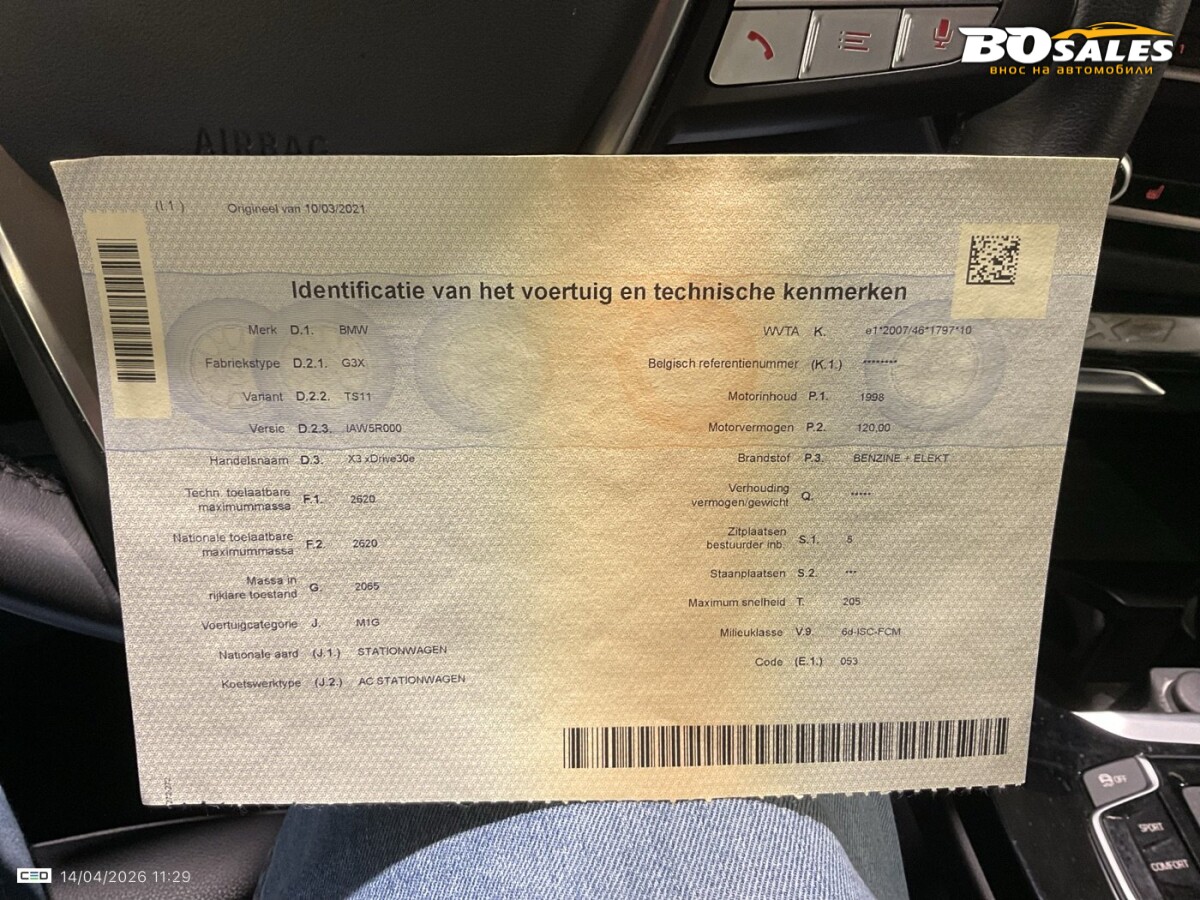 BOSALES
ВНОС НА АВТОМОБИЛИ
AIRBAG
(I.1.) Origineel van 10/03/2021
Identificatie van het voertuig en technische kenmerken
Merk D.1. BMW
Fabriekstype D.2.1. G3X
Variant D.2.2. TS11
Versie D.2.3. IAW5R000
Handelsnaam D.3. X3 xDrive30e
Techn. toelaatbare
maximummassa F.1. 2620
Nationale toelaatbare
maximummassa F.2. 2620
Massa in
rijklare toestand G. 2065
Voertuigcategorie J. M1G
Nationale aard (J.1.) STATIONWAGEN
Koetswerktype (J.2.) AC STATIONWAGEN
WVTA K. e1*2007/46*1797*10
Belgisch referentienummer (K.1.) ********
Motorinhoud P.1. 1998
Motorvermogen P.2. 120,00
Brandstof P.3. BENZINE + ELEKT
Verhouding
vermogen/gewicht Q. *****
Zitplaatsen
bestuurder inb. S.1. 5
Staanplaatsen S.2. ***
Maximum snelheid T. 205
Milieuklasse V.9. 6d-ISC-FCM
Code (E.1.) 053
OFF
SPORT
COMFORT
CEO 14/04/2026 11:29